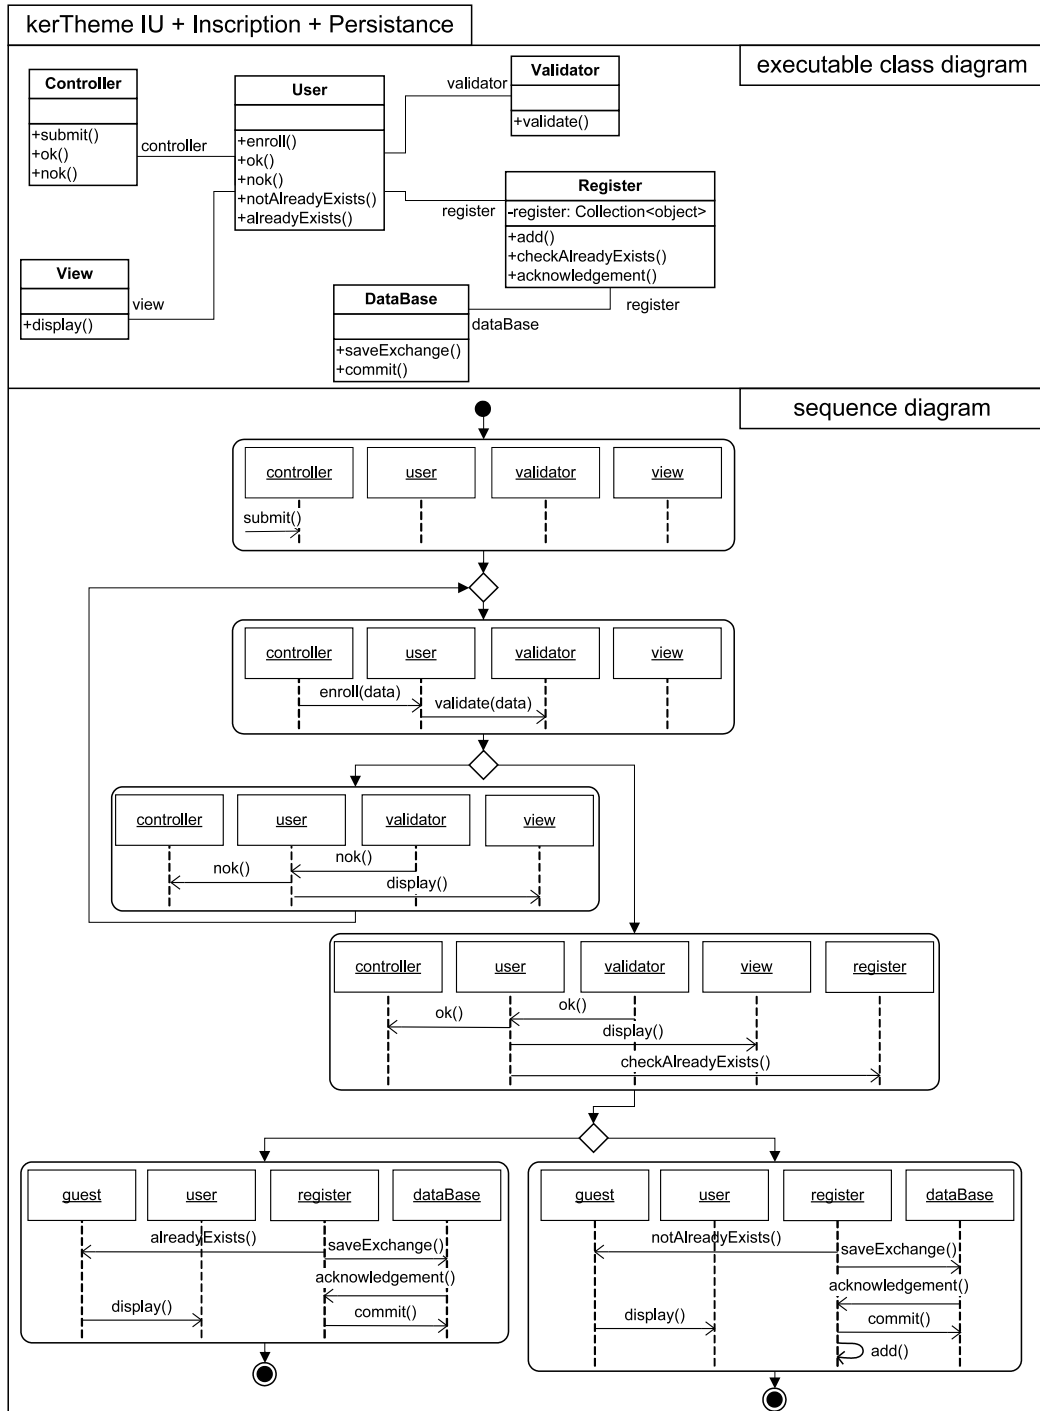 kerTheme IU + Inscription + Persistance
executable class diagram
Controller
+submit()
+ok()
+nok()
controller
User
+enroll()
+ok()
+nok()
+notAlreadyExists()
+alreadyExists()
validator
Validator
+validate()
register
Register
-register: Collection<object>
+add()
+checkAlreadyExists()
+acknowledgement()
View
+display()
view
DataBase
+saveExchange()
+commit()
dataBase
register
sequence diagram
controller
user
validator
view
submit()
controller
user
validator
view
enroll(data)
validate(data)
controller
user
validator
view
nok()
nok()
display()
controller
user
validator
view
register
ok()
ok()
display()
checkAlreadyExists()
guest
user
register
dataBase
alreadyExists()
saveExchange()
acknowledgement()
display()
commit()
guest
user
register
dataBase
notAlreadyExists()
saveExchange()
acknowledgement()
display()
commit()
add()